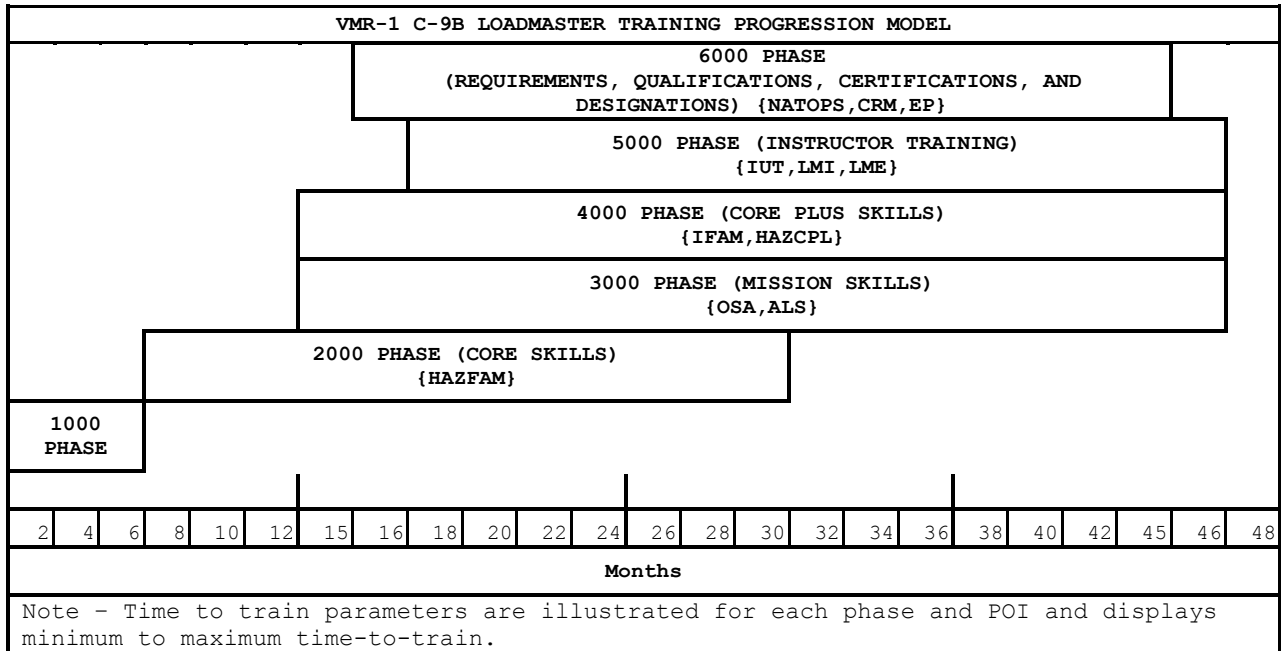 VMR-1 C-9B LOADMASTER TRAINING PROGRESSION MODEL
6000 PHASE
(REQUIREMENTS, QUALIFICATIONS, CERTIFICATIONS, AND
DESIGNATIONS) {NATOPS,CRM,EP}
5000 PHASE (INSTRUCTOR TRAINING)
{IUT,LMI,LME}
4000 PHASE (CORE PLUS SKILLS)
{IFAM,HAZCPL}
3000 PHASE (MISSION SKILLS)
{OSA,ALS}
2000 PHASE (CORE SKILLS)
{HAZFAM}
1000
PHASE
2 4 6 8 10 12 15 16 18 20 22 24 26 28 30 32 34 36 38 40 42 45 46 48
Months
Note – Time to train parameters are illustrated for each phase and POI and displays
minimum to maximum time-to-train.